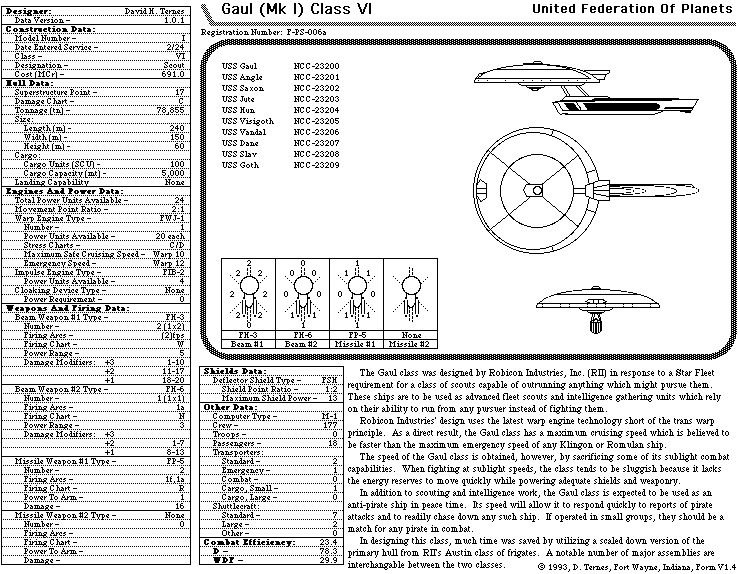 Gaul (Mk I) Class VI
United Federation Of Planets
Registration Number: F-PS-006a
Designer: David H. Ternes
Data Version - 1.0.1
Construction Data:
Model Number - I
Date Entered Service - 2/24
Class - VI
Designation - Scout
Cost (MCr) - 691.0
Hull Data:
Superstructure Point - 17
Damage Chart - C
Tonnage (tn) - 78,855
Size:
Length (m) - 240
Width (m) - 150
Height (m) - 60
Cargo:
Cargo Units (SCU) - 100
Cargo Capacity (mt) - 5,000
Landing Capability None
Engines And Power Data:
Total Power Units Available - 24
Movement Point Ratio - 2:1
Warp Engine Type - FWJ-1
Number - 1
Power Units Available - 20 each
Stress Charts - C/D
Maximum Safe Cruising Speed - Warp 10
Emergency Speed - Warp 12
Impulse Engine Type - FIB-2
Power Units Available - 4
Cloaking Device Type - None
Power Requirement - 0
Weapons And Firing Data:
Beam Weapon #1 Type - FH-3
Number - 2 (1x2)
Firing Arcs - (2)fps
Firing Chart - W
Power Range - 5
Damage Modifiers: +3 1-10
+2 11-17
+1 18-20
Beam Weapon #2 Type - FH-6
Number - 1 (1x1)
Firing Arcs - 1a
Firing Chart - H
Power Range - 3
Damage Modifiers: +3
+2 1-7
+1 8-13
Missile Weapon #1 Type - FP-5
Number - 2
Firing Arcs - 1f,1a
Firing Chart - R
Power To Arm - 1
Damage - 16
Missile Weapon #2 Type - None
Number - 0
Firing Arcs -
Firing Chart -
Power To Arm -
Damage -
USS Gaul NCC-23200
USS Angle NCC-23201
USS Saxon NCC-23202
USS Jute NCC-23203
USS Hun NCC-23204
USS Visigoth NCC-23205
USS Vandal NCC-23206
USS Dane NCC-23207
USS Slav NCC-23208
USS Goth NCC-23209
2 0 1
2 2 0 0 1 1
2 2 0 0 1 1
2 2 0 0 1 1
0 1 1
FH-3 FH-6 FP-5 None
Beam #1 Beam #2 Missile #1 Missile #2
Shields Data:
Deflector Shield Type - FSH
Shield Point Ratio - 1:2
Maximum Shield Power - 13
Other Data:
Computer Type - M-1
Crew - 177
Troops - 0
Passengers - 18
Transporters:
Standard - 2
Emergency - 2
Combat - 0
Cargo, Small - 1
Cargo, Large - 0
Shuttlecraft:
Standard - 7
Large - 2
Other - 0
Combat Efficiency: 23.4
D - 78.3
WDF - 29.9
The Gaul class was designed by Robicon Industries, Inc. (RII) in response to a Star Fleet
requirement for a class of scouts capable of outrunning anything which might pursue them.
These ships are to be used as advanced fleet scouts and intelligence gathering units which rely
on their ability to run from any pursuer instead of fighting them.
Robicon Industries' design uses the latest warp engine technology short of the trans warp
principle. As a direct result, the Gaul class has a maximum cruising speed which is believed to
be faster than the maximum emergency speed of any Klingon or Romulan ship.
The speed of the Gaul class is obtained, however, by sacrificing some of its sublight combat
capabilities. When fighting at sublight speeds, the class tends to be sluggish because it lacks
the energy reserves to move quickly while powering adequate shields and weaponry.
In addition to scouting and intelligence work, the Gaul class is expected to be used as an
anti-pirate ship in peace time. Its speed will allow it to respond quickly to reports of pirate
attacks and to readily chase down any such ship. If operated in small groups, they should be a
match for any pirate in combat.
In designing this class, much time was saved by utilizing a scaled down version of the
primary hull from RII's Austin class of frigates. A notable number of major assemblies are
interchangable between the two classes.
© 1993, D. Ternes, Fort Wayne, Indiana, Form V1.4